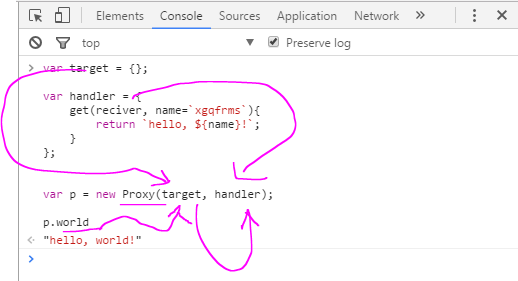 Elements Console Sources Application Network »
top Preserve log
> var target = {};
var handler = {
get(reciver, name=`xgqfrms`){
return `hello, ${name}!`;
}
};
var p = new Proxy(target, handler);
p.world
"hello, world!"
>